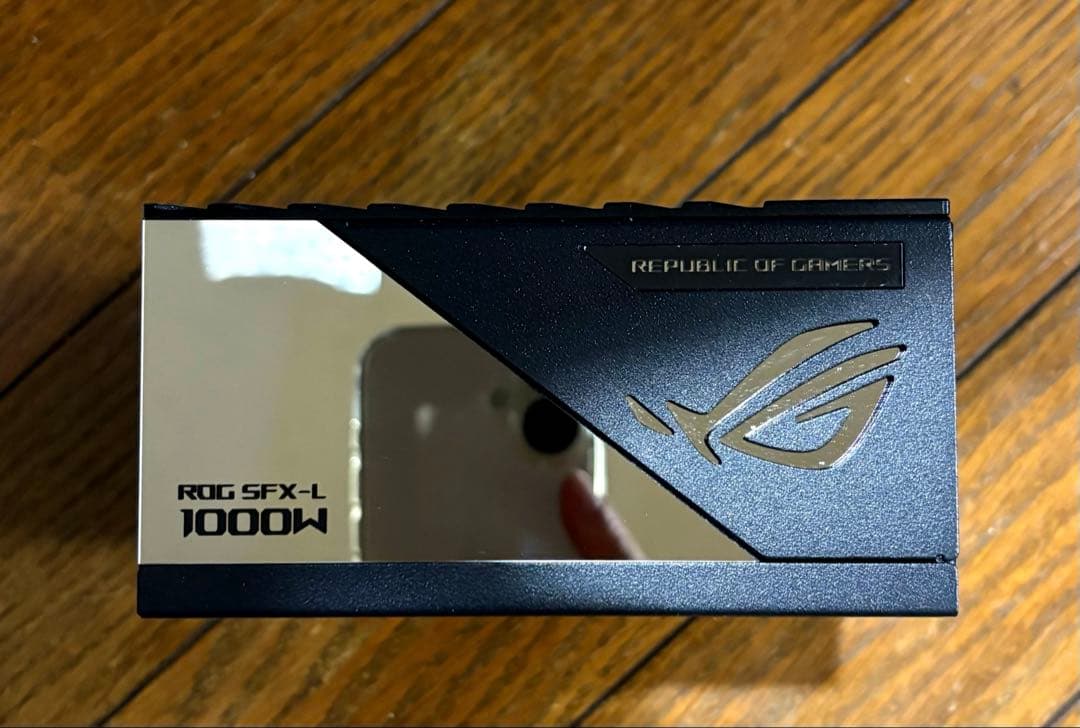 REPUBLIC OF GAMERS
ROG SFX-L
1000W